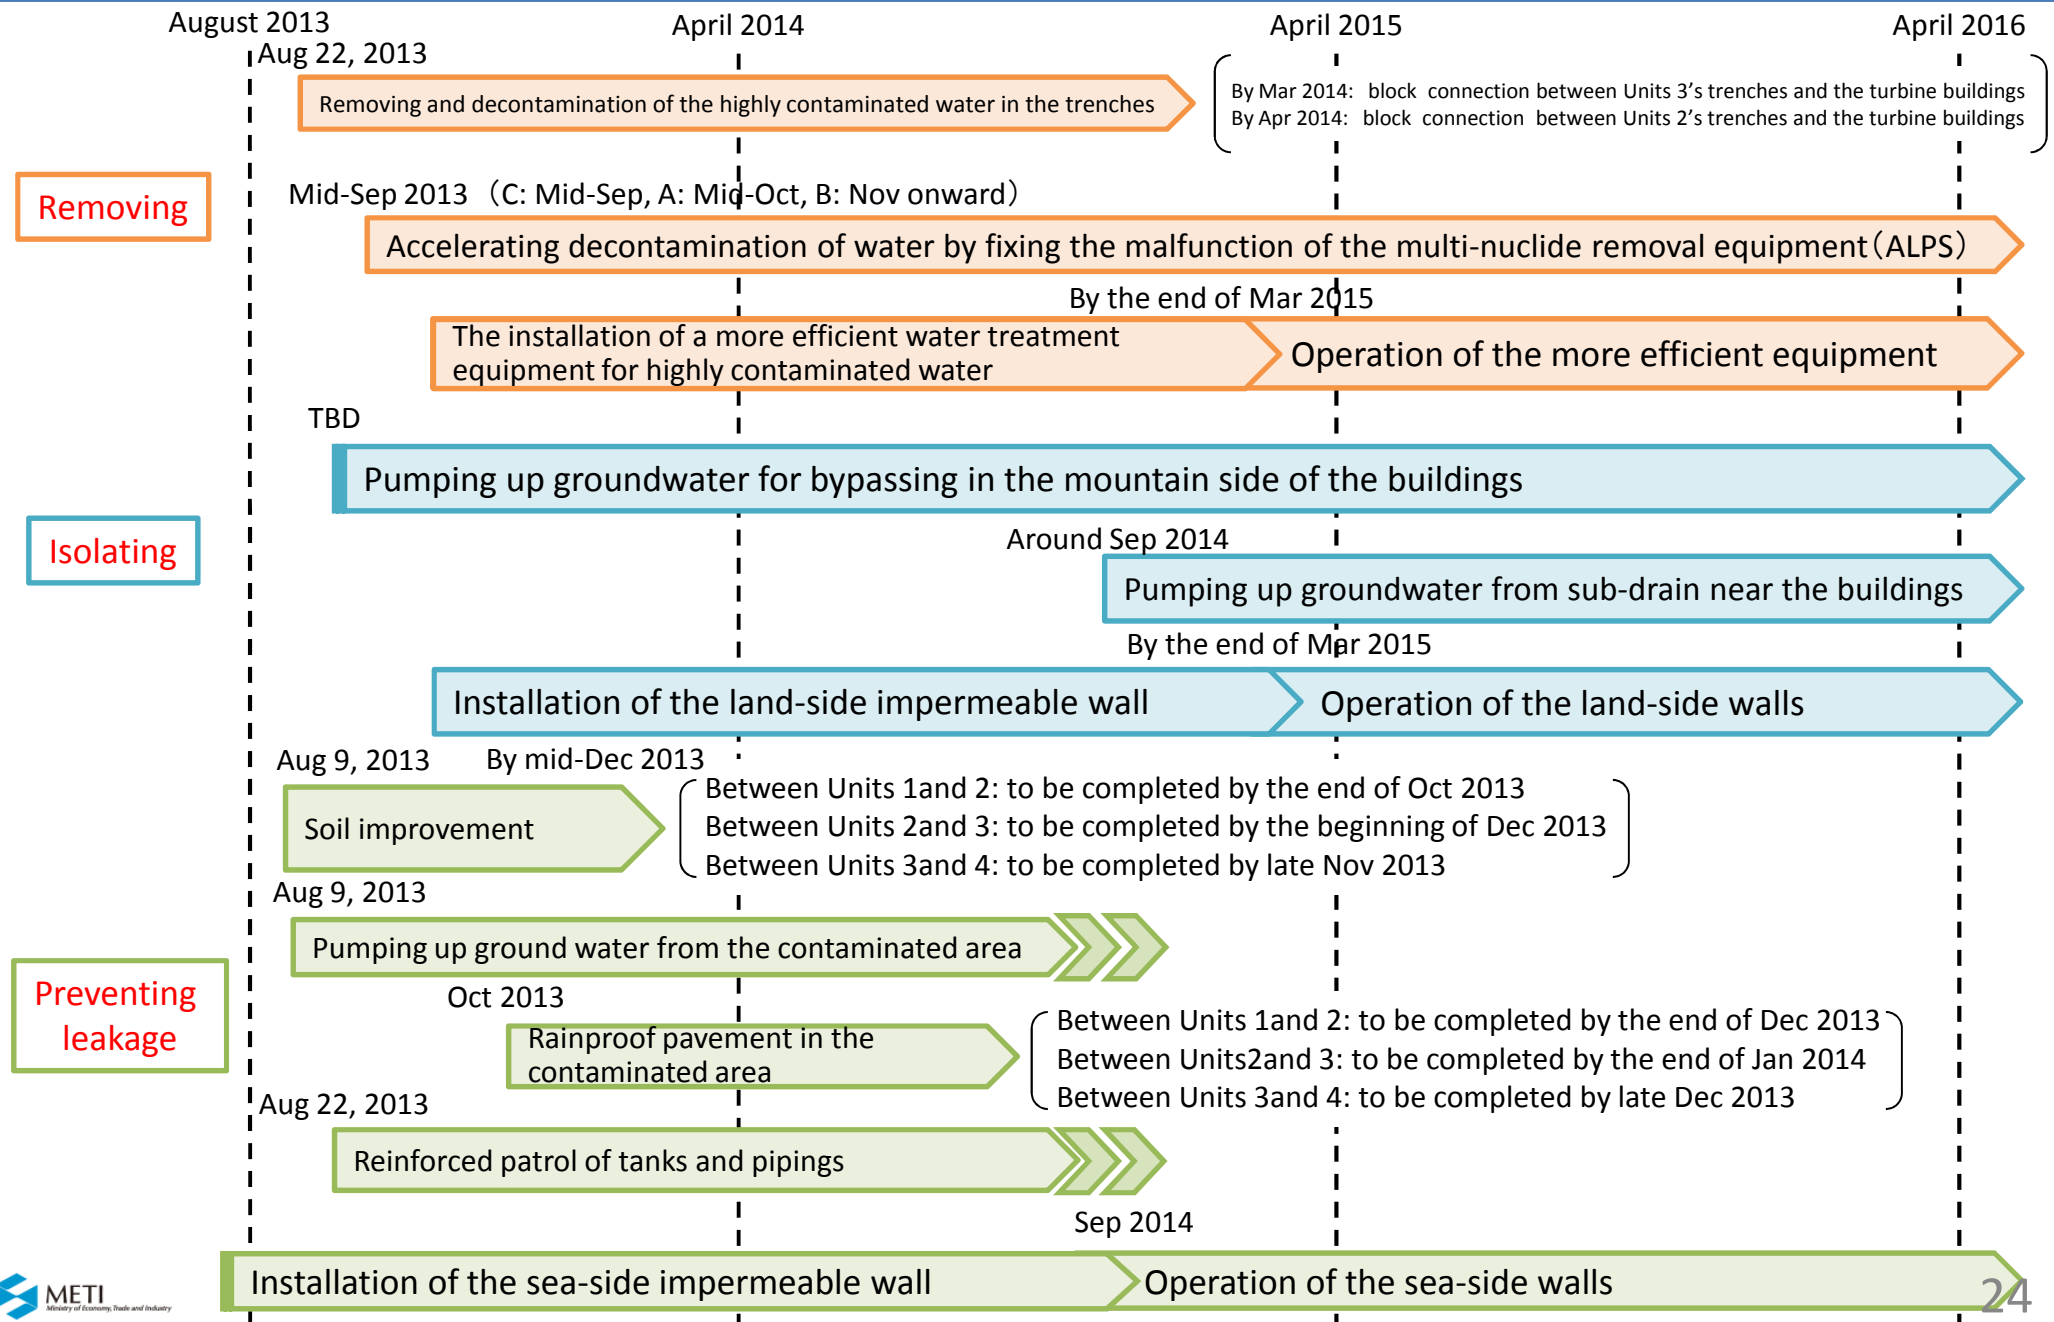 August 2013
April 2014
April 2015
April 2016
Aug 22, 2013
Removing and decontamination of the highly contaminated water in the trenches
By Mar 2014: block connection between Units 3’s trenches and the turbine buildings
By Apr 2014: block connection between Units 2’s trenches and the turbine buildings
Removing
Mid-Sep 2013（C: Mid-Sep, A: Mid-Oct, B: Nov onward）
Accelerating decontamination of water by fixing the malfunction of the multi-nuclide removal equipment（ALPS）
By the end of Mar 2015
The installation of a more efficient water treatment
equipment for highly contaminated water
Operation of the more efficient equipment
TBD
Pumping up groundwater for bypassing in the mountain side of the buildings
Isolating
Around Sep 2014
Pumping up groundwater from sub-drain near the buildings
By the end of Mar 2015
Installation of the land-side impermeable wall
Operation of the land-side walls
Aug 9, 2013
By mid-Dec 2013
Soil improvement
Between Units 1and 2: to be completed by the end of Oct 2013
Between Units 2and 3: to be completed by the beginning of Dec 2013
Between Units 3and 4: to be completed by late Nov 2013
Aug 9, 2013
Pumping up ground water from the contaminated area
Preventing
leakage
Oct 2013
Rainproof pavement in the
contaminated area
Between Units 1and 2: to be completed by the end of Dec 2013
Between Units2and 3: to be completed by the end of Jan 2014
Between Units 3and 4: to be completed by late Dec 2013
Aug 22, 2013
Reinforced patrol of tanks and pipings
Sep 2014
Installation of the sea-side impermeable wall
Operation of the sea-side walls
METI
Ministry of Economy, Trade and Industry
24